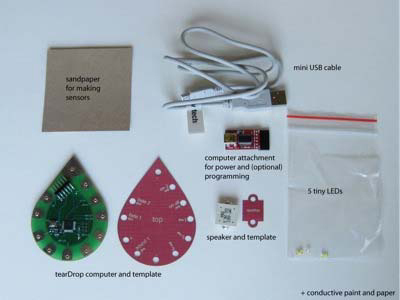 sandpaper
for making
sensors
mini USB cable
tech
computer attachment
for power and (optional)
programming
5 tiny LEDs
top
speaker and template
tearDrop computer and template
+ conductive paint and paper